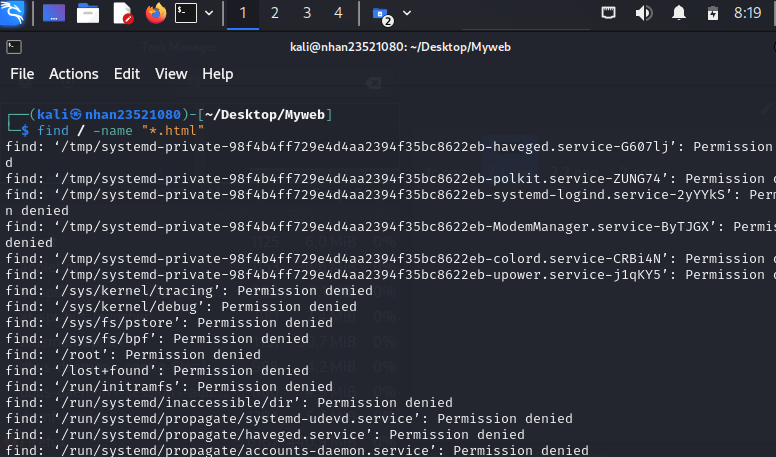 1 2 3 4 2 8:19
kali@nhan23521080: ~/Desktop/Myweb
File Actions Edit View Help
┌──(kali㉿nhan23521080)-[~/Desktop/Myweb]
└─$ find / -name "*.html"
find: ‘/tmp/systemd-private-98f4b4ff729e4d4aa2394f35bc8622eb-haveged.service-G607lj’: Permission
d
find: ‘/tmp/systemd-private-98f4b4ff729e4d4aa2394f35bc8622eb-polkit.service-ZUNG74’: Permission d
find: ‘/tmp/systemd-private-98f4b4ff729e4d4aa2394f35bc8622eb-systemd-logind.service-2yYYkS’: Perm
n denied
find: ‘/tmp/systemd-private-98f4b4ff729e4d4aa2394f35bc8622eb-ModemManager.service-ByTJGX’: Permis
denied
find: ‘/tmp/systemd-private-98f4b4ff729e4d4aa2394f35bc8622eb-colord.service-CRBi4N’: Permission d
find: ‘/tmp/systemd-private-98f4b4ff729e4d4aa2394f35bc8622eb-upower.service-j1qKY5’: Permission d
find: ‘/sys/kernel/tracing’: Permission denied
find: ‘/sys/kernel/debug’: Permission denied
find: ‘/sys/fs/pstore’: Permission denied
find: ‘/sys/fs/bpf’: Permission denied
find: ‘/root’: Permission denied
find: ‘/lost+found’: Permission denied
find: ‘/run/initramfs’: Permission denied
find: ‘/run/systemd/inaccessible/dir’: Permission denied
find: ‘/run/systemd/propagate/systemd-udevd.service’: Permission denied
find: ‘/run/systemd/propagate/haveged.service’: Permission denied
find: ‘/run/systemd/propagate/accounts-daemon.service’: Permission denied